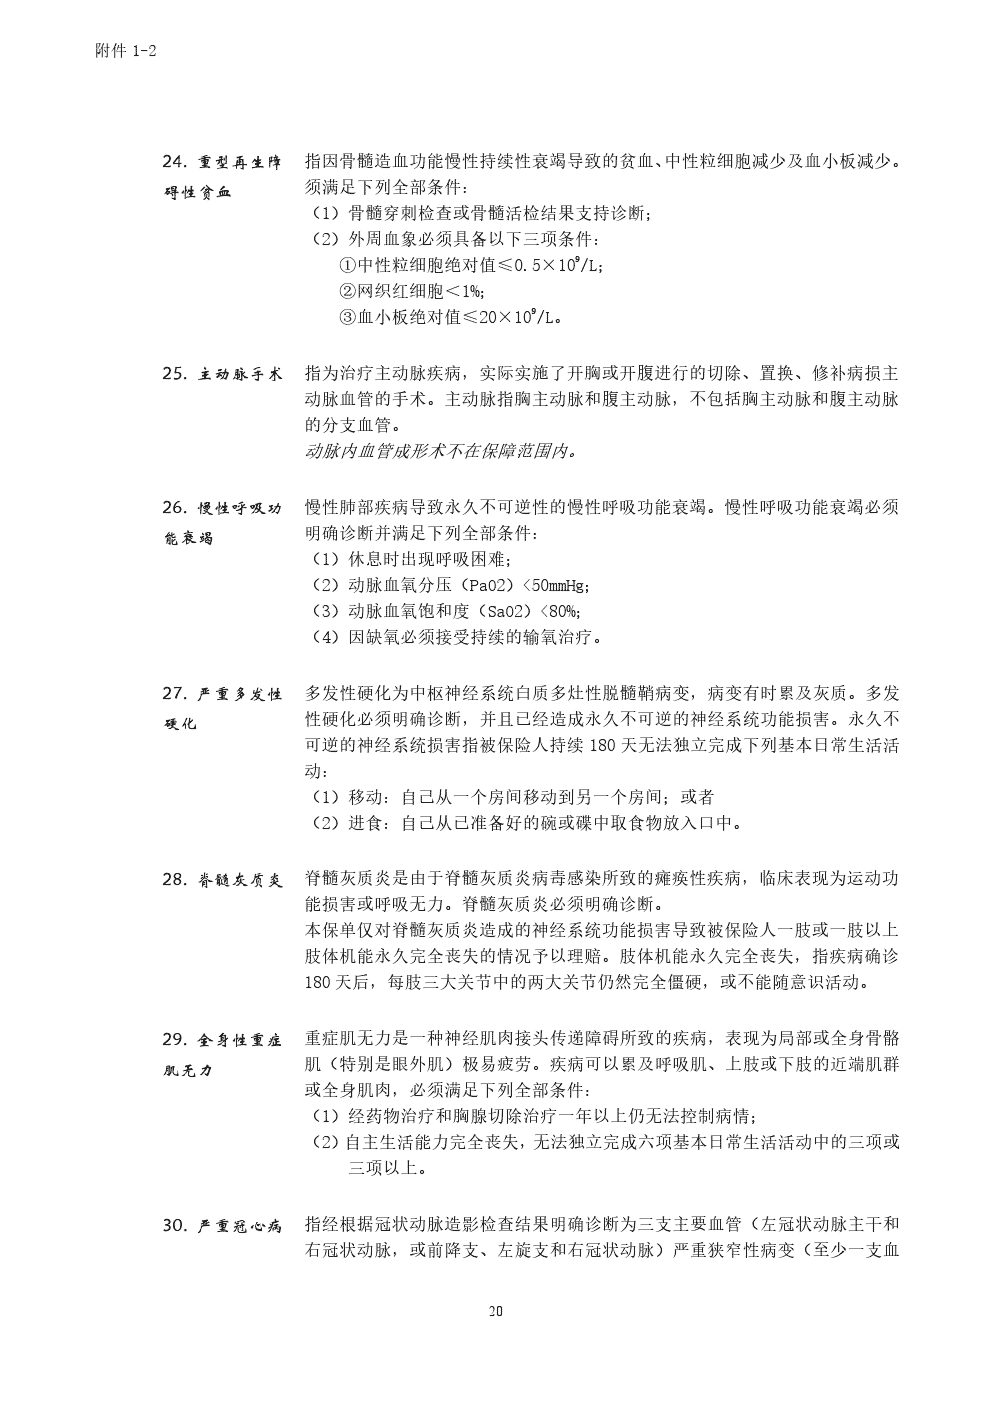 附件 1-2
24. 重型再生障 指因骨髓造血功能慢性持续性衰竭导致的贫血、中性粒细胞减少及血小板减少。
碍性贫血 须满足下列全部条件：
（1）骨髓穿刺检查或骨髓活检结果支持诊断；
（2）外周血象必须具备以下三项条件：
①中性粒细胞绝对值≤0.5×10⁹/L；
②网织红细胞＜1%；
③血小板绝对值≤20×10⁹/L。
25. 主动脉手术 指为治疗主动脉疾病，实际实施了开胸或开腹进行的切除、置换、修补病损主
动脉血管的手术。主动脉指胸主动脉和腹主动脉，不包括胸主动脉和腹主动脉
的分支血管。
动脉内血管成形术不在保障范围内。
26. 慢性呼吸功 慢性肺部疾病导致永久不可逆性的慢性呼吸功能衰竭。慢性呼吸功能衰竭必须
能衰竭 明确诊断并满足下列全部条件：
（1）休息时出现呼吸困难；
（2）动脉血氧分压（PaO2）<50mmHg；
（3）动脉血氧饱和度（SaO2）<80%；
（4）因缺氧必须接受持续的输氧治疗。
27. 严重多发性 多发性硬化为中枢神经系统白质多灶性脱髓鞘病变，病变有时累及灰质。多发
硬化 性硬化必须明确诊断，并且已经造成永久不可逆的神经系统功能损害。永久不
可逆的神经系统损害指被保险人持续 180 天无法独立完成下列基本日常生活活
动：
（1）移动：自己从一个房间移动到另一个房间；或者
（2）进食：自己从已准备好的碗或碟中取食物放入口中。
28. 脊髓灰质炎 脊髓灰质炎是由于脊髓灰质炎病毒感染所致的瘫痪性疾病，临床表现为运动功
能损害或呼吸无力。脊髓灰质炎必须明确诊断。
本保单仅对脊髓灰质炎造成的神经系统功能损害导致被保险人一肢或一肢以上
肢体机能永久完全丧失的情况予以理赔。肢体机能永久完全丧失，指疾病确诊
180 天后，每肢三大关节中的两大关节仍然完全僵硬，或不能随意识活动。
29. 全身性重症 重症肌无力是一种神经肌肉接头传递障碍所致的疾病，表现为局部或全身骨骼
肌无力 肌（特别是眼外肌）极易疲劳。疾病可以累及呼吸肌、上肢或下肢的近端肌群
或全身肌肉，必须满足下列全部条件：
（1）经药物治疗和胸腺切除治疗一年以上仍无法控制病情；
（2）自主生活能力完全丧失，无法独立完成六项基本日常生活活动中的三项或
三项以上。
30. 严重冠心病 指经根据冠状动脉造影检查结果明确诊断为三支主要血管（左冠状动脉主干和
右冠状动脉，或前降支、左旋支和右冠状动脉）严重狭窄性病变（至少一支血
20